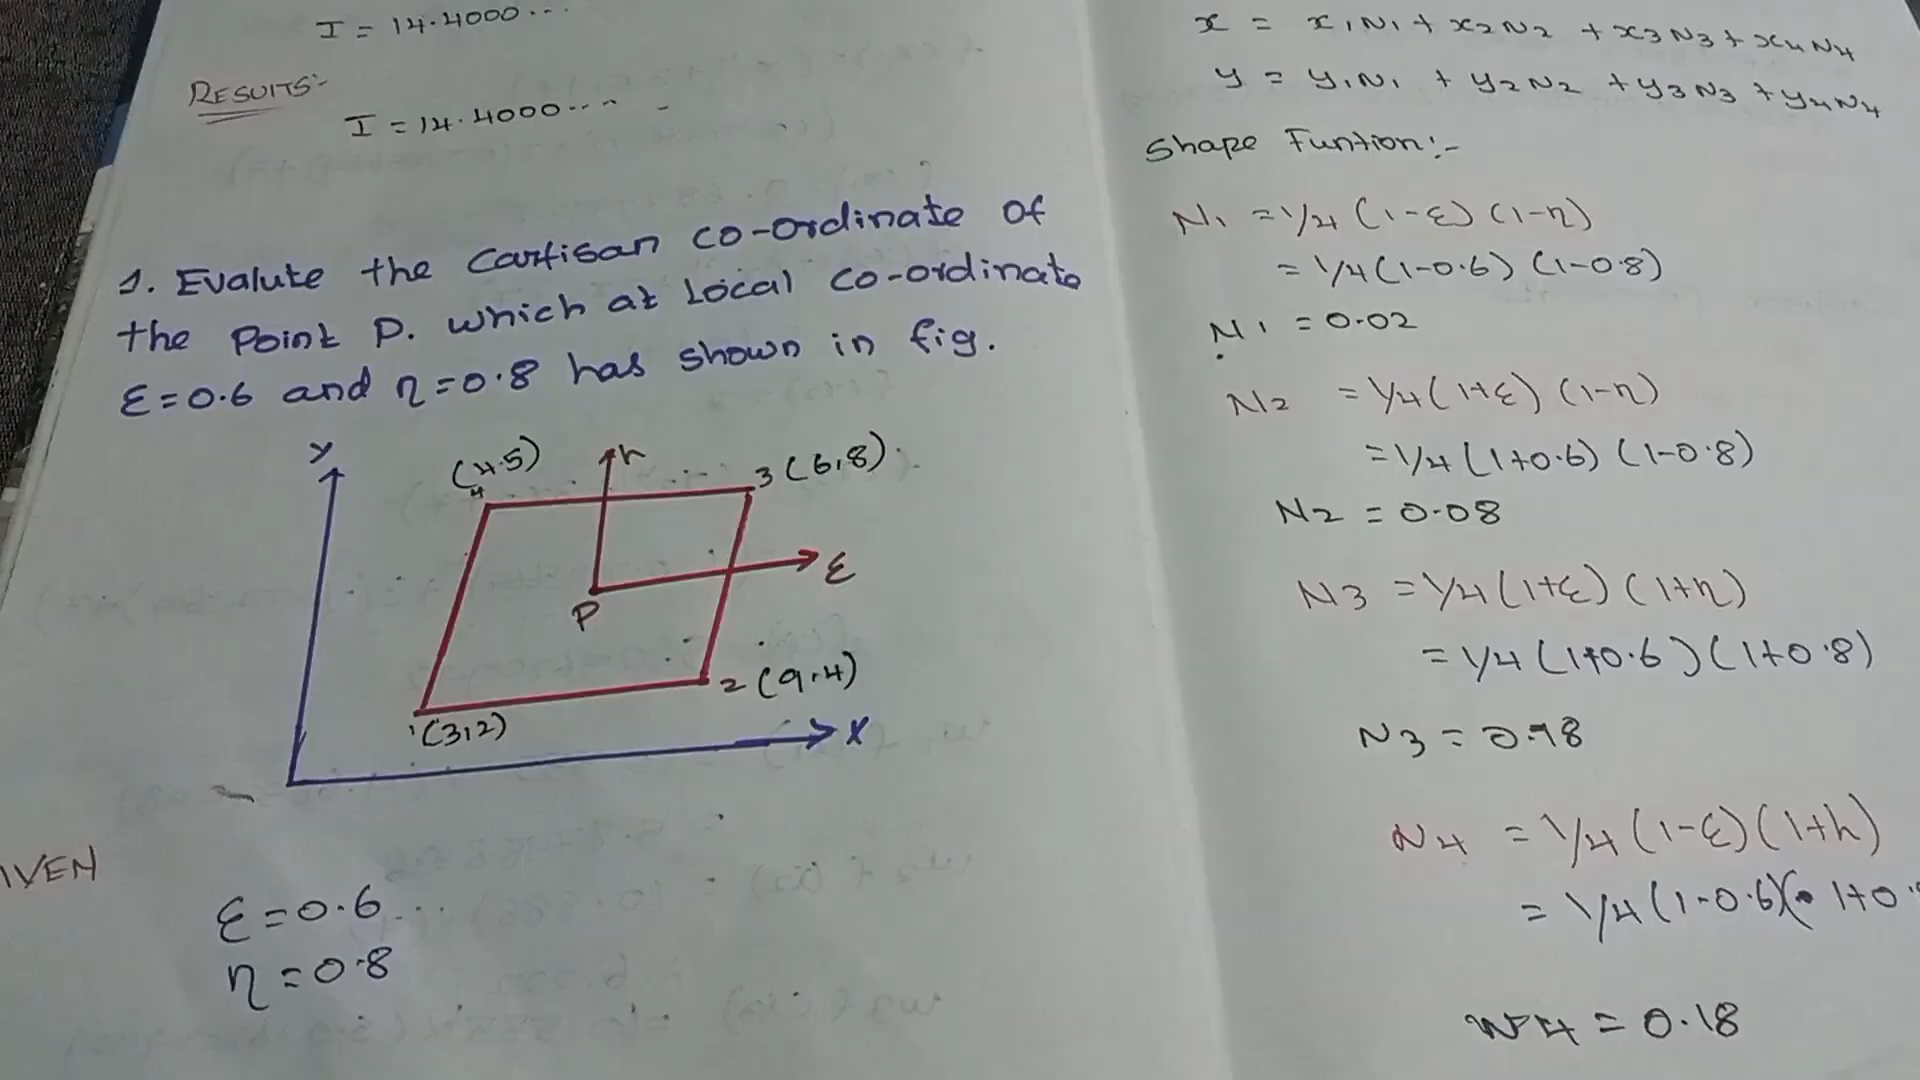 I = 14.4000...
RESUITS:-
I = 14.4000...
1. Evalute the Cartisan co-ordinate of
the Point P. which at Local co-ordinate
ε=0.6 and η=0.8 has shown in fig.
y
(4.5)
4
h
3 (6,8)
ε
P
2 (9.4)
1(3,2)
X
IVEN
ε=0.6
η=0.8
x = x1N1 + x2N2 + x3N3 + x4N4
y = y1N1 + y2N2 + y3N3 + y4N4
Shape Funtion:-
N1 = 1/4 (1-ε) (1-η)
= 1/4 (1-0.6) (1-0.8)
N1 = 0.02
N2 = 1/4 (1+ε) (1-η)
= 1/4 (1+0.6) (1-0.8)
N2 = 0.08
N3 = 1/4 (1+ε) (1+η)
= 1/4 (1+0.6) (1+0.8)
N3 =
N4 = 1/4 (1-ε) (1+h)
= 1/4 (1-0.6)( 1+0.
N4 = 0.18